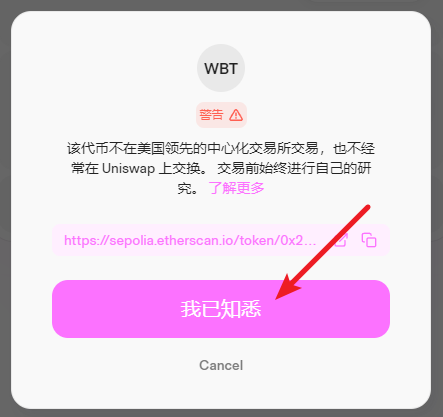 WBT
警告
该代币不在美国领先的中心化交易所交易，也不经
常在 Uniswap 上交换。 交易前始终进行自己的研
究。 了解更多
https://sepolia.etherscan.io/token/0x2...
我已知悉
Cancel